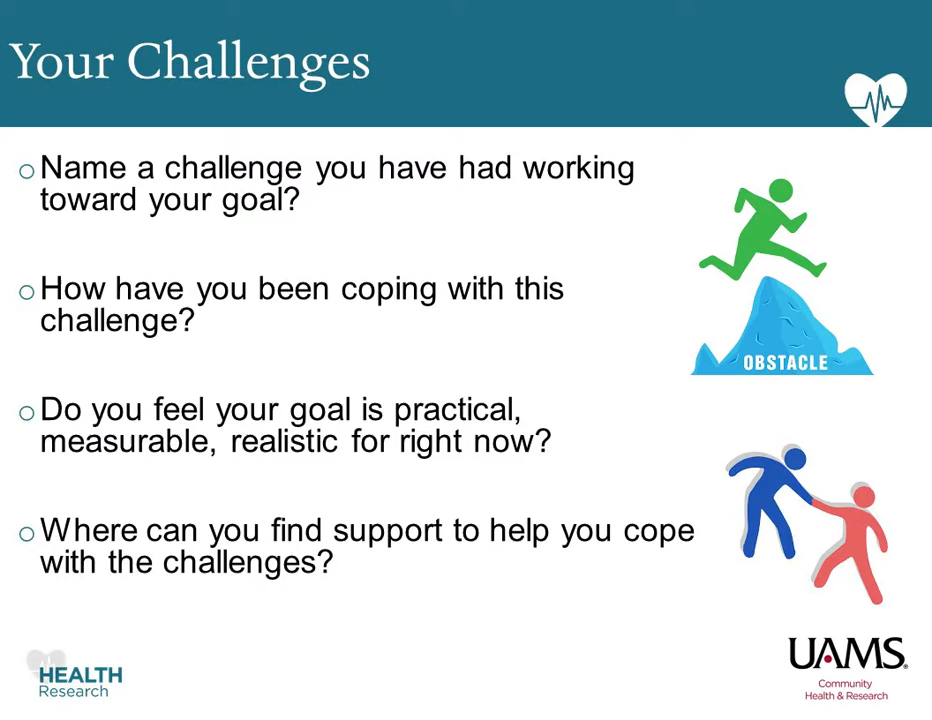 Your Challenges
Name a challenge you have had working
toward your goal?
How have you been coping with this
challenge?
OBSTACLE
Do you feel your goal is practical,
measurable, realistic for right now?
Where can you find support to help you cope
with the challenges?
HEALTH
Research
UAMS®
Community
Health & Research